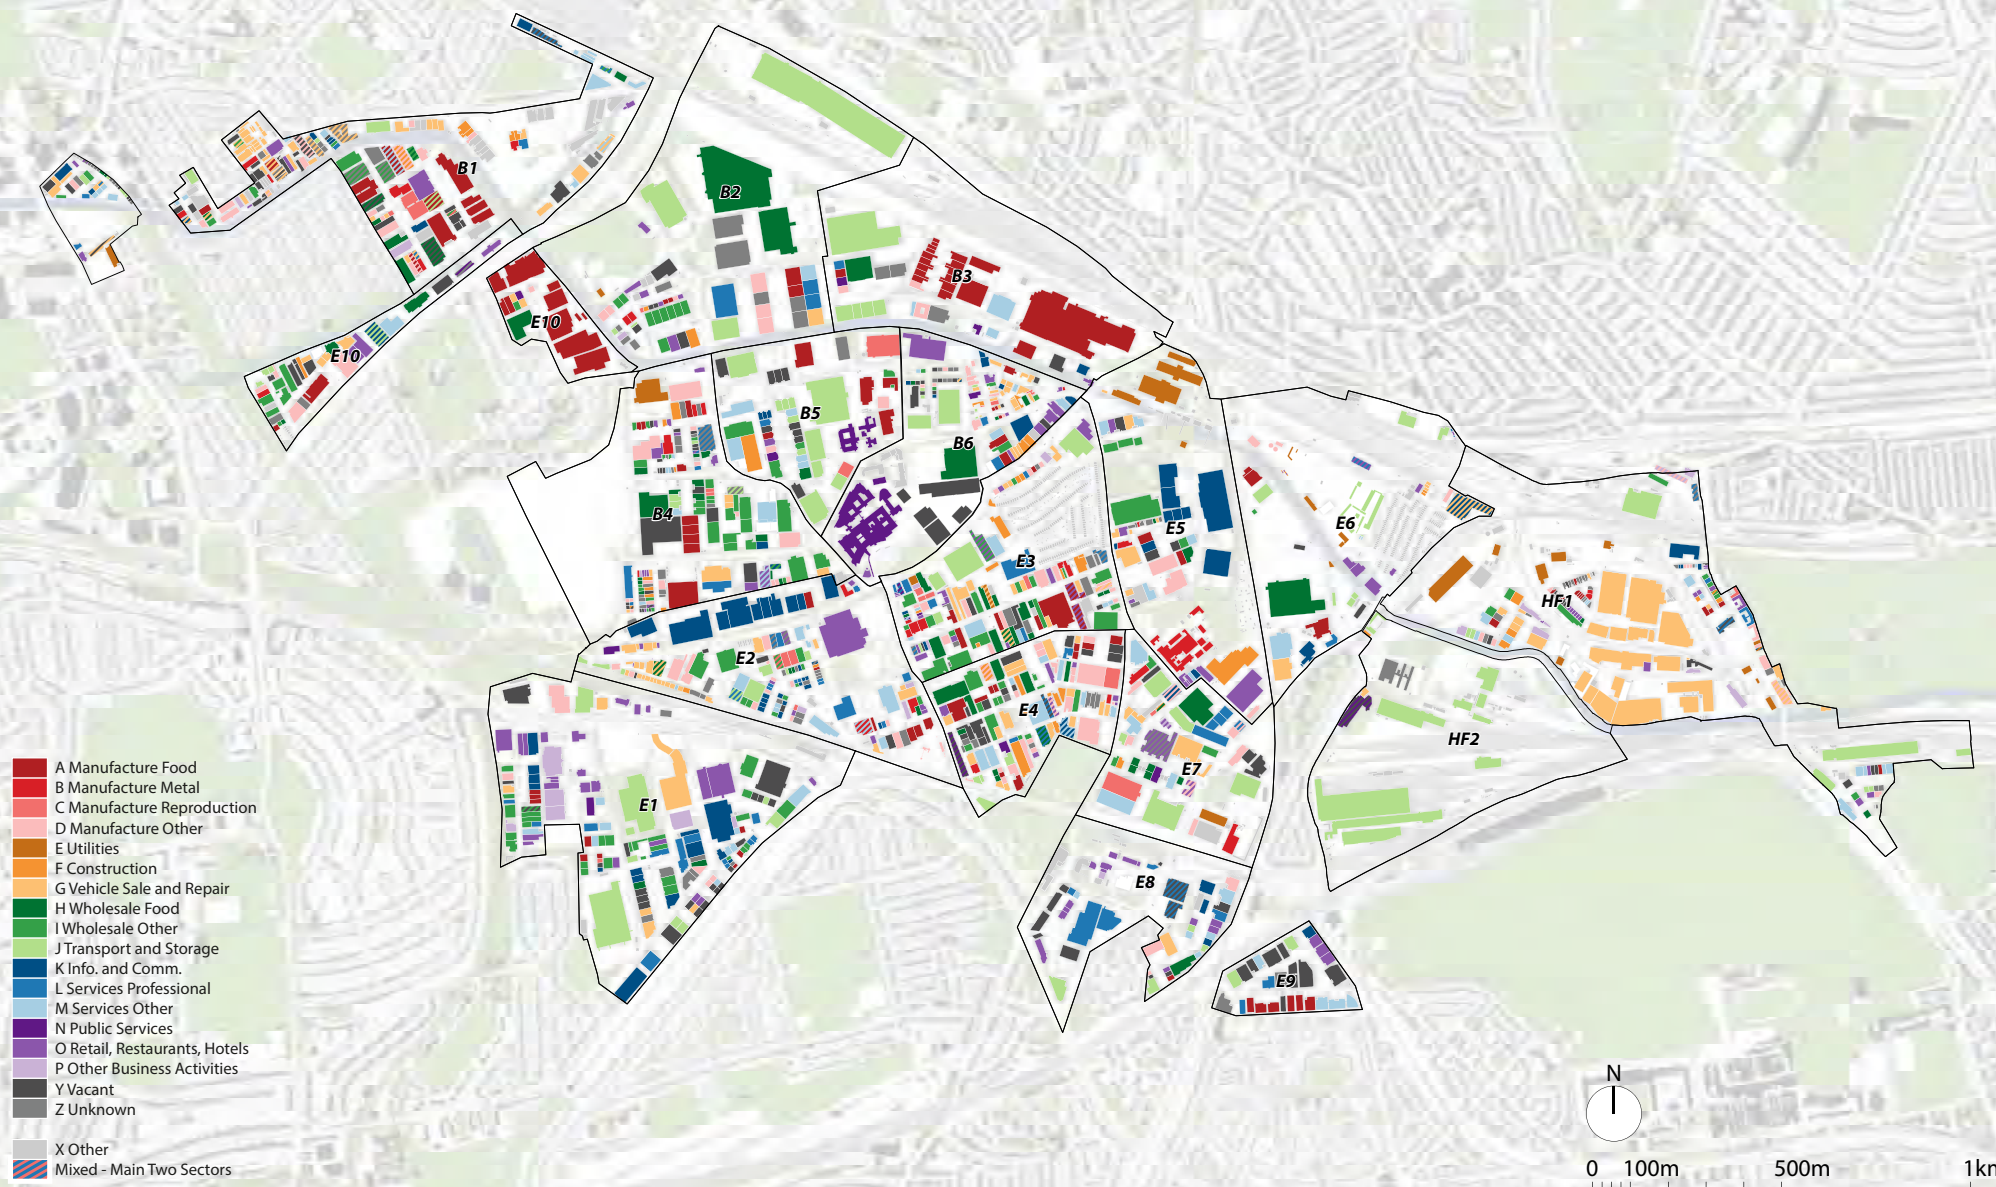 B1
B2
B3
E10
E10
B5
B6
B4
E5
E6
E3
HF1
E2
E4
HF2
E7
E1
E8
E9
A Manufacture Food
B Manufacture Metal
C Manufacture Reproduction
D Manufacture Other
E Utilities
F Construction
G Vehicle Sale and Repair
H Wholesale Food
I Wholesale Other
J Transport and Storage
K Info. and Comm.
L Services Professional
M Services Other
N Public Services
O Retail, Restaurants, Hotels
P Other Business Activities
Y Vacant
Z Unknown
X Other
Mixed - Main Two Sectors
N
0 100m 500m 1km